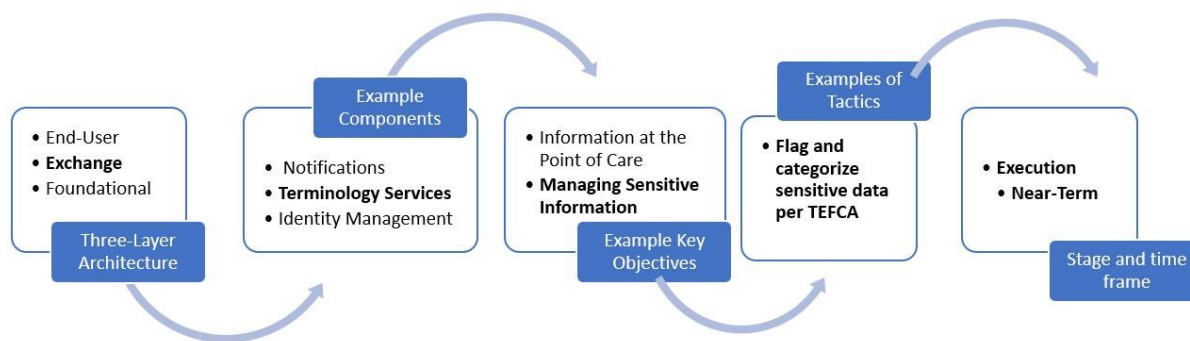 • End-User
• Exchange
• Foundational
Three-Layer
Architecture
Example
Components
• Notifications
• Terminology Services
• Identity Management
• Information at the
Point of Care
• Managing Sensitive
Information
Example Key
Objectives
Examples of
Tactics
• Flag and
categorize
sensitive data
per TEFCA
• Execution
• Near-Term
Stage and time
frame